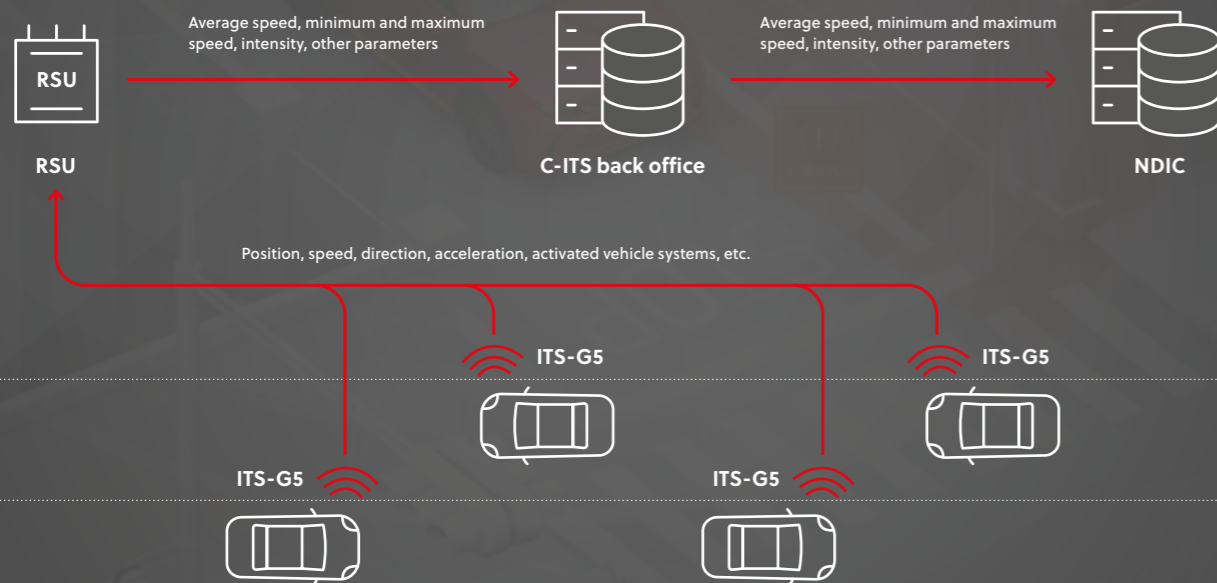 Average speed, minimum and maximum
speed, intensity, other parameters
Average speed, minimum and maximum
speed, intensity, other parameters
RSU
RSU
C-ITS back office
NDIC
Position, speed, direction, acceleration, activated vehicle systems, etc.
ITS-G5
ITS-G5
ITS-G5
ITS-G5